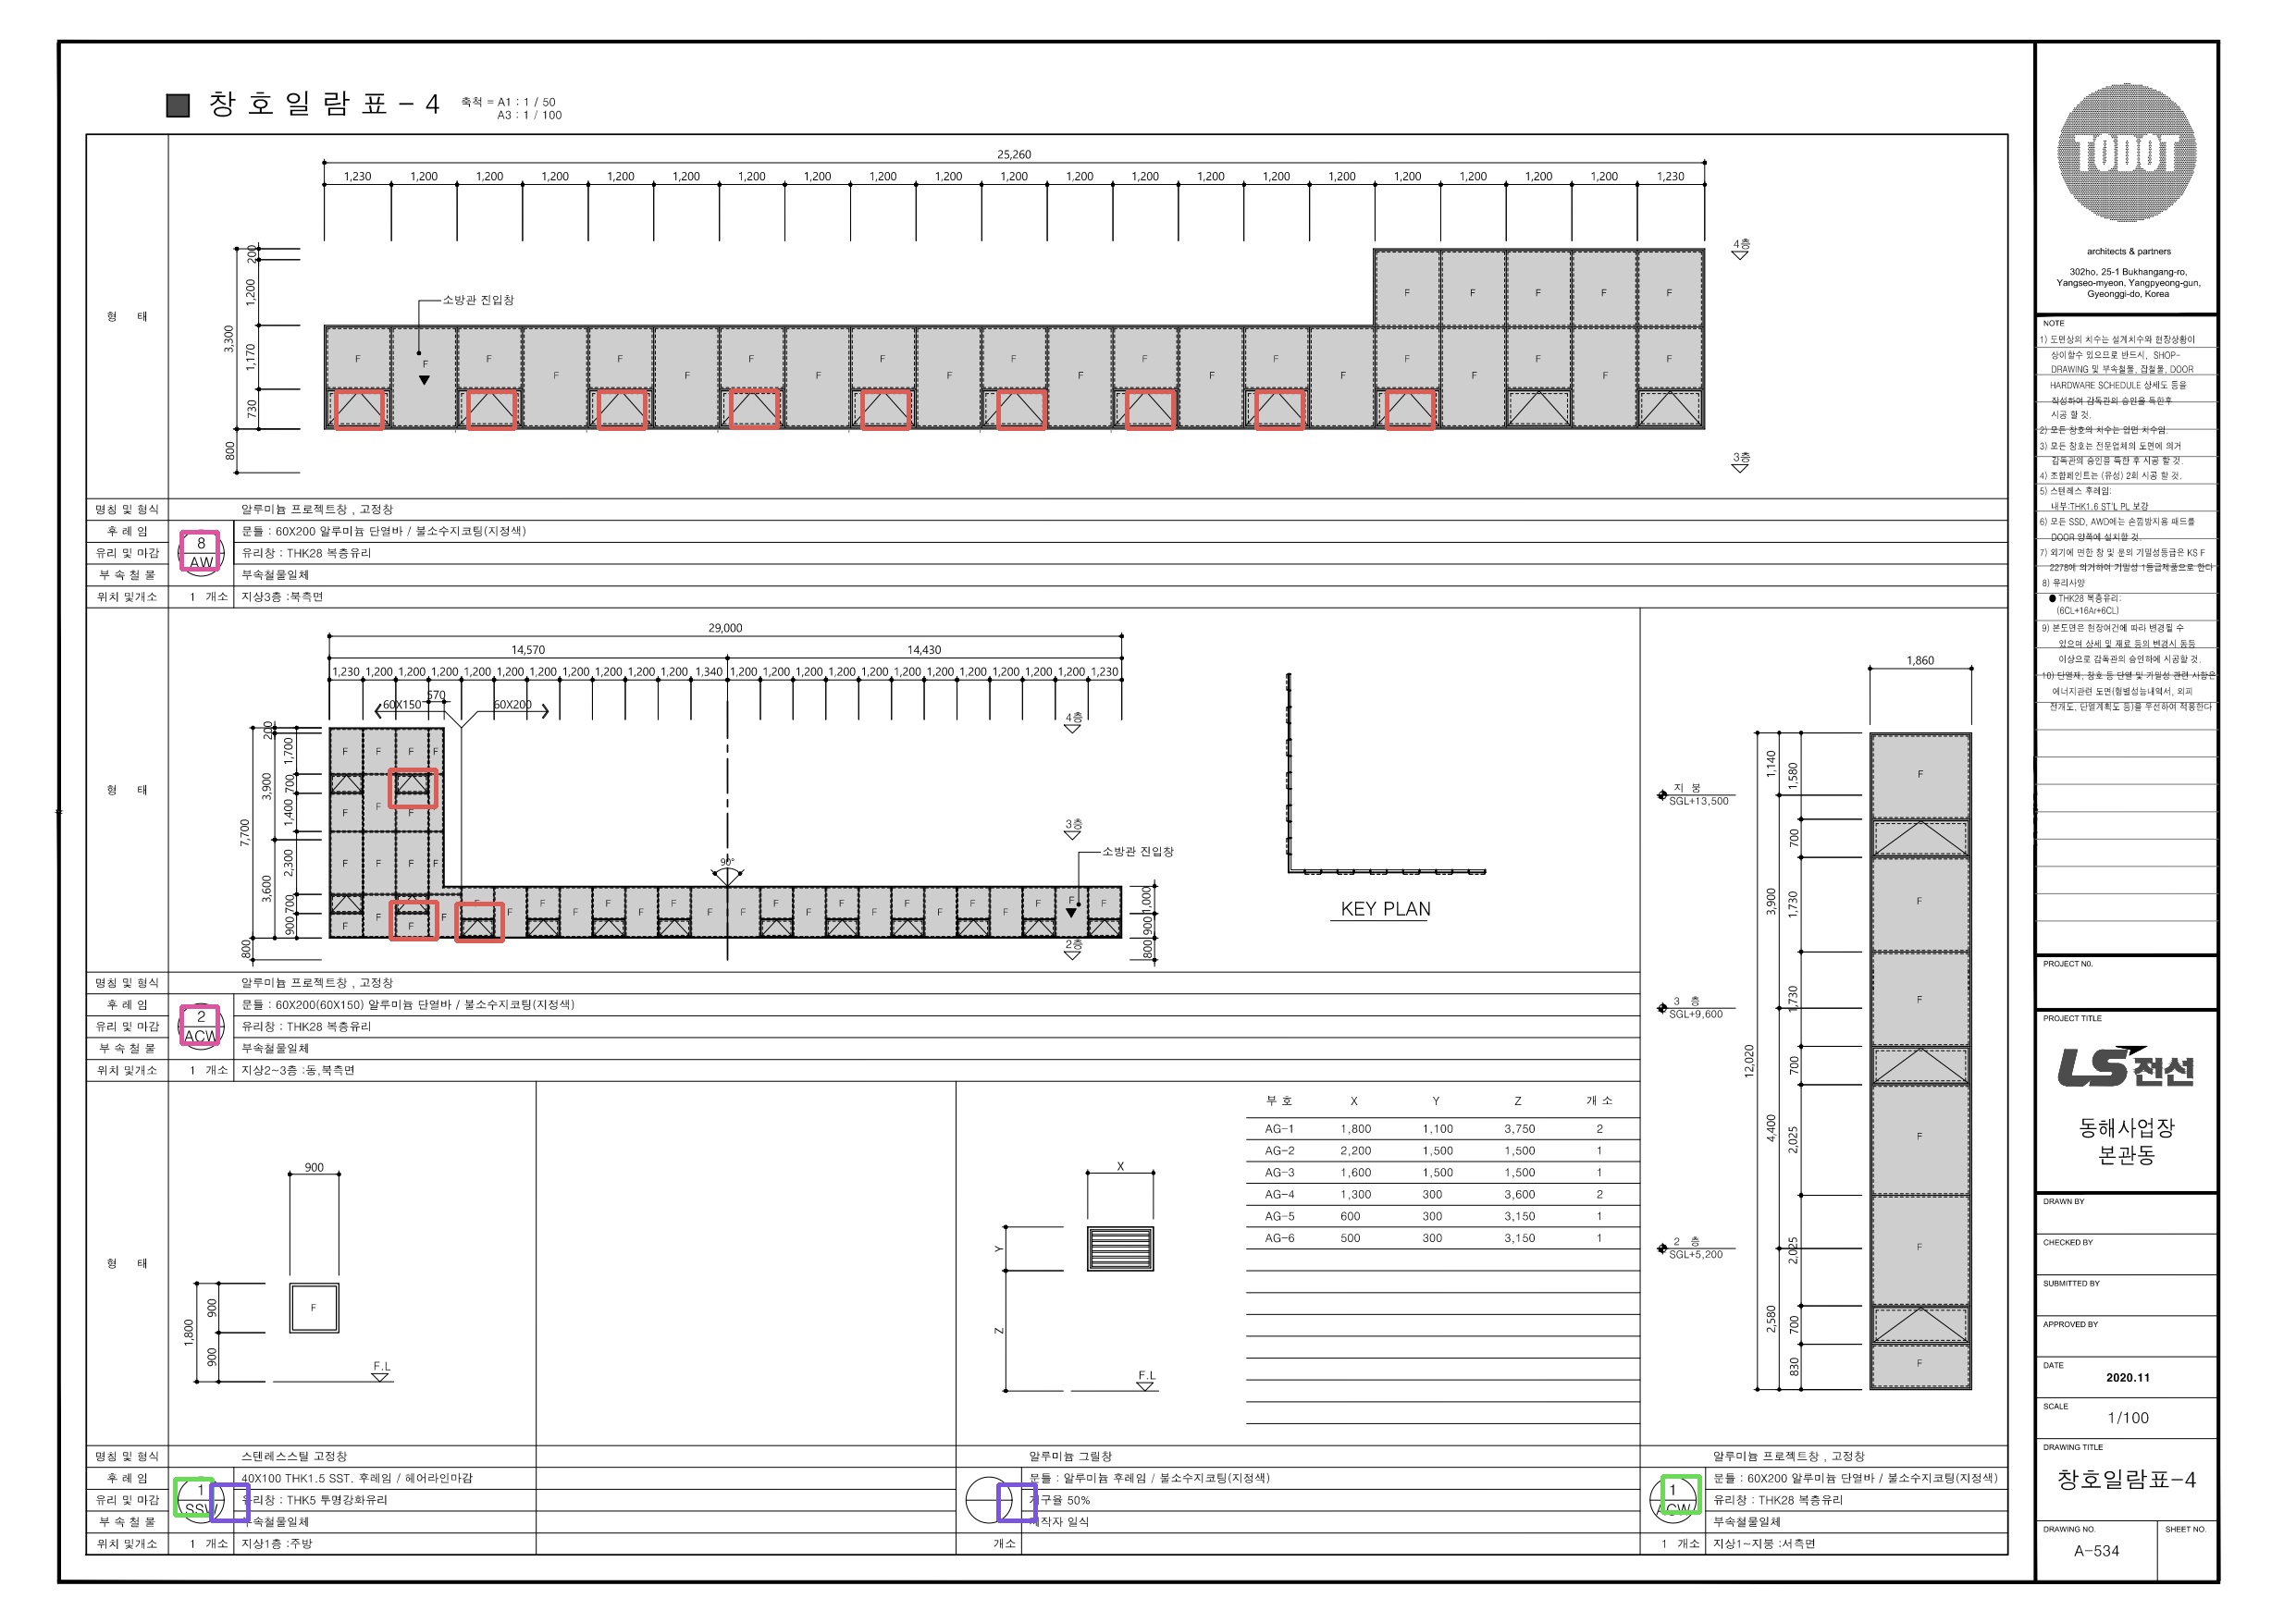 창호일람표-4
축척 = A1 : 1 / 50
A3 : 1 / 100
형 태
25,260
1,230 1,200 1,200 1,200 1,200 1,200 1,200 1,200 1,200 1,200 1,200 1,200 1,200 1,200 1,200 1,200 1,200 1,200 1,200 1,200 1,230
200
1,200
3,300
1,170
730
800
소방관 진입창
4층
3층
F F F F F
F F F F F F F F F F F F F F F F F F F F F
명칭 및 형식 알루미늄 프로젝트창 , 고정창
후 레 임 문틀 : 60X200 알루미늄 단열바 / 불소수지코팅(지정색)
8
AW
유리 및 마감 유리창 : THK28 복층유리
부 속 철 물 부속철물일체
위치 및개소 1 개소 지상3층 :북측면
형 태
29,000
14,570 14,430
1,230 1,200 1,200 1,200 1,200 1,200 1,200 1,200 1,200 1,200 1,200 1,340 1,200 1,200 1,200 1,200 1,200 1,200 1,200 1,200 1,200 1,200 1,200 1,230
570
60X150 60X200
200
1,700
700
3,900
1,400
7,700
2,300
3,600
700
900
800
90°
4층
3층
소방관 진입창
2층
1,000
900
800
KEY PLAN
명칭 및 형식 알루미늄 프로젝트창 , 고정창
후 레 임 문틀 : 60X200(60X150) 알루미늄 단열바 / 불소수지코팅(지정색)
2
ACW
유리 및 마감 유리창 : THK28 복층유리
부 속 철 물 부속철물일체
위치 및개소 1 개소 지상2~3층 :동,북측면
형 태
900
1,800
900
900
F
F.L
명칭 및 형식 스텐레스스틸 고정창
후 레 임 40X100 THK1.5 SST. 후레임 / 헤어라인마감
1
SSW
유리 및 마감 유리창 : THK5 투명강화유리
부 속 철 물 부속철물일체
위치 및개소 1 개소 지상1층 :주방
X
Y
Z
F.L
부 호 X Y Z 개 소
AG-1 1,800 1,100 3,750 2
AG-2 2,200 1,500 1,500 1
AG-3 1,600 1,500 1,500 1
AG-4 1,300 300 3,600 2
AG-5 600 300 3,150 1
AG-6 500 300 3,150 1
알루미늄 그릴창
문틀 : 알루미늄 후레임 / 불소수지코팅(지정색)
개구율 50%
제작자 일식
개소
1,860
지 붕
SGL+13,500
3 층
SGL+9,600
2 층
SGL+5,200
12,020
1,140
3,900
4,400
2,580
1,580
700
1,730
1,730
700
2,025
2,025
700
830
F
F
F
F
F
F
알루미늄 프로젝트창 , 고정창
문틀 : 60X200 알루미늄 단열바 / 불소수지코팅(지정색)
1
ACW
유리창 : THK28 복층유리
부속철물일체
1 개소 지상1~지붕 :서측면
TODOT
architects & partners
302ho, 25-1 Bukhangang-ro,
Yangseo-myeon, Yangpyeong-gun,
Gyeonggi-do, Korea
NOTE
1) 도면상의 치수는 설계치수와 현장상황이
상이할수 있으므로 반드시, SHOP-
DRAWING 및 부속철물, 잡철물, DOOR
HARDWARE SCHEDULE 상세도 등을
작성하여 감독관의 승인을 득한후
시공 할 것.
2) 모든 창호의 치수는 입면 치수임.
3) 모든 창호는 전문업체의 도면에 의거
감독관의 승인을 득한 후 시공 할 것.
4) 조합페인트는 (유성) 2회 시공 할 것.
5) 스텐레스 후레임:
내부:THK1.6 ST'L PL 보강
6) 모든 SSD, AWD에는 손낌방지용 패드를
DOOR 양쪽에 설치할 것.
7) 외기에 면한 창 및 문의 기밀성등급은 KS F
2278에 의거하여 기밀성 1등급제품으로 한다
8) 유리사양
● THK28 복층유리:
(6CL+16Ar+6CL)
9) 본도면은 현장여건에 따라 변경될 수
있으며 상세 및 재료 등의 변경시 동등
이상으로 감독관의 승인하에 시공할 것.
10) 단열재, 창호 등 단열 및 기밀성 관련 사항은
에너지관련 도면(형별성능내역서, 외피
전개도, 단열계획도 등)을 우선하여 적용한다
PROJECT NO.
PROJECT TITLE
LS전선
동해사업장
본관동
DRAWN BY
CHECKED BY
SUBMITTED BY
APPROVED BY
DATE
2020.11
SCALE
1/100
DRAWING TITLE
창호일람표-4
DRAWING NO. SHEET NO.
A-534